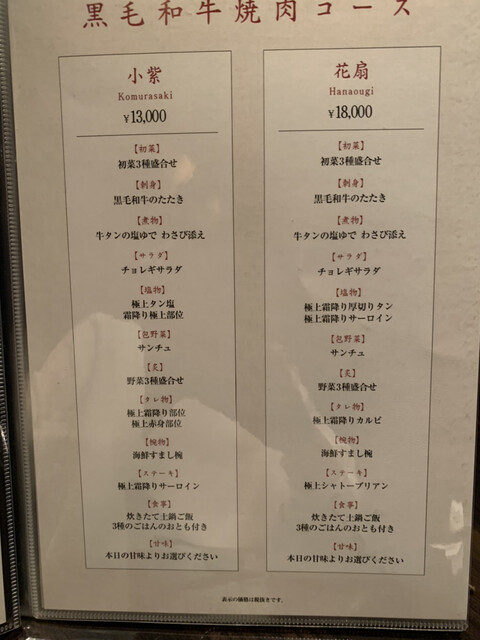 黒毛和牛焼肉コース
小紫
Komurasaki
¥13,000
【初菜】
初菜3種盛合せ
【刺身】
黒毛和牛のたたき
【煮物】
牛タンの塩ゆで わさび添え
【サラダ】
チョレギサラダ
【塩物】
極上タン塩
霜降り極上部位
【包野菜】
サンチュ
【炙】
野菜3種盛合せ
【タレ物】
極上霜降り部位
極上赤身部位
【椀物】
海鮮すまし椀
【ステーキ】
極上霜降りサーロイン
【食事】
炊きたて土鍋ご飯
3種のごはんのおとも付き
【甘味】
本日の甘味よりお選びください
花扇
Hanaougi
¥18,000
【初菜】
初菜3種盛合せ
【刺身】
黒毛和牛のたたき
【煮物】
牛タンの塩ゆで わさび添え
【サラダ】
チョレギサラダ
【塩物】
極上霜降り厚切りタン
極上霜降りサーロイン
【包野菜】
サンチュ
【炙】
野菜3種盛合せ
【タレ物】
極上霜降りカルビ
【椀物】
海鮮すまし椀
【ステーキ】
極上シャトーブリアン
【食事】
炊きたて土鍋ご飯
3種のごはんのおとも付き
【甘味】
本日の甘味よりお選びください
表示の価格は税抜きです。